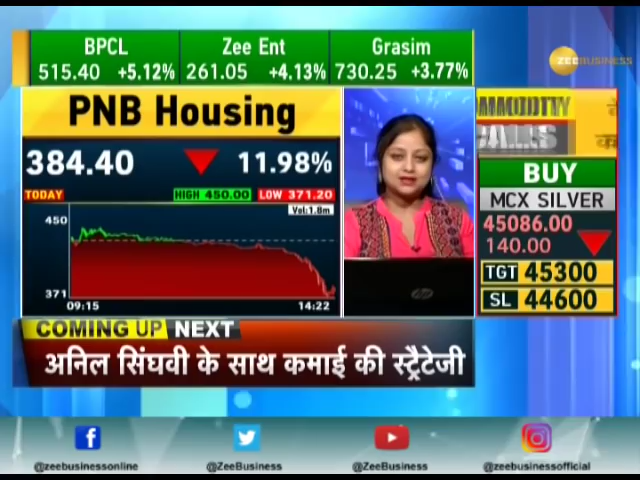 BPCL
515.40 +5.12%
Zee Ent
261.05 +4.13%
Grasim
730.25 +3.77%
ZEE BUSINESS
PNB Housing
384.40 11.98%
TODAY HIGH 450.00 LOW 371.20
Vol:1.8m
450
371
09:15 14:22
hp
BUY
MCX SILVER
45086.00
140.00
TGT 45300
SL 44600
COMING UP NEXT
अनिल सिंघवी के साथ कमाई की स्ट्रैटेजी
@zeebusinessonline
@ZeeBusiness
@ZeeBusiness
@zeebusinessofficial